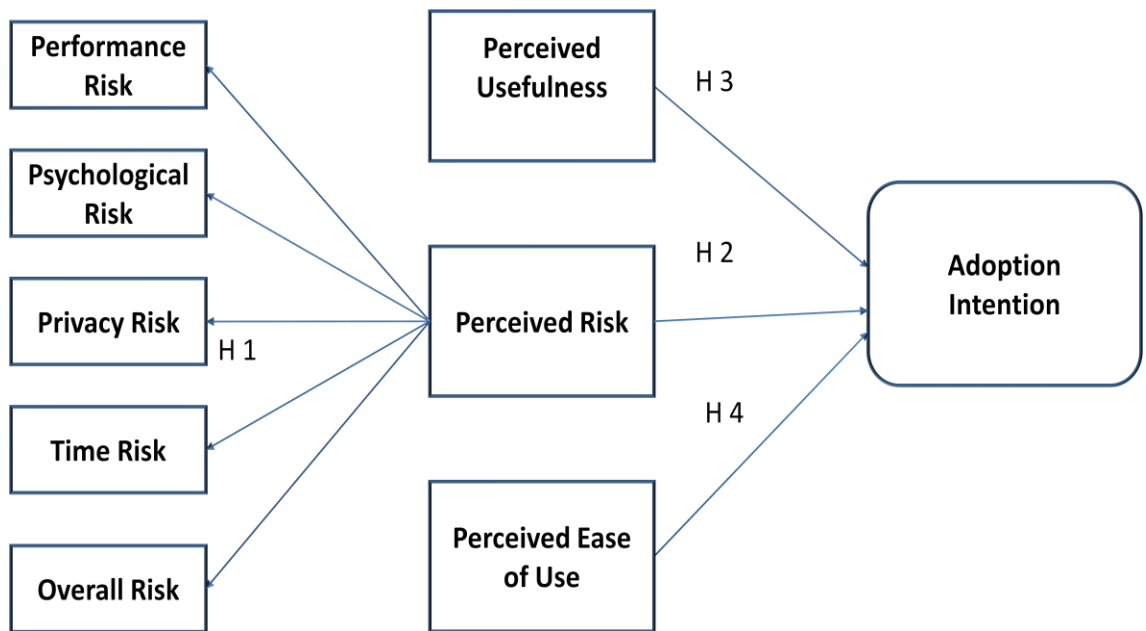 Performance
Risk
Psychological
Risk
Privacy Risk
H 1
Time Risk
Overall Risk
Perceived
Usefulness
H 3
Perceived Risk
H 2
Perceived Ease
of Use
H 4
Adoption
Intention